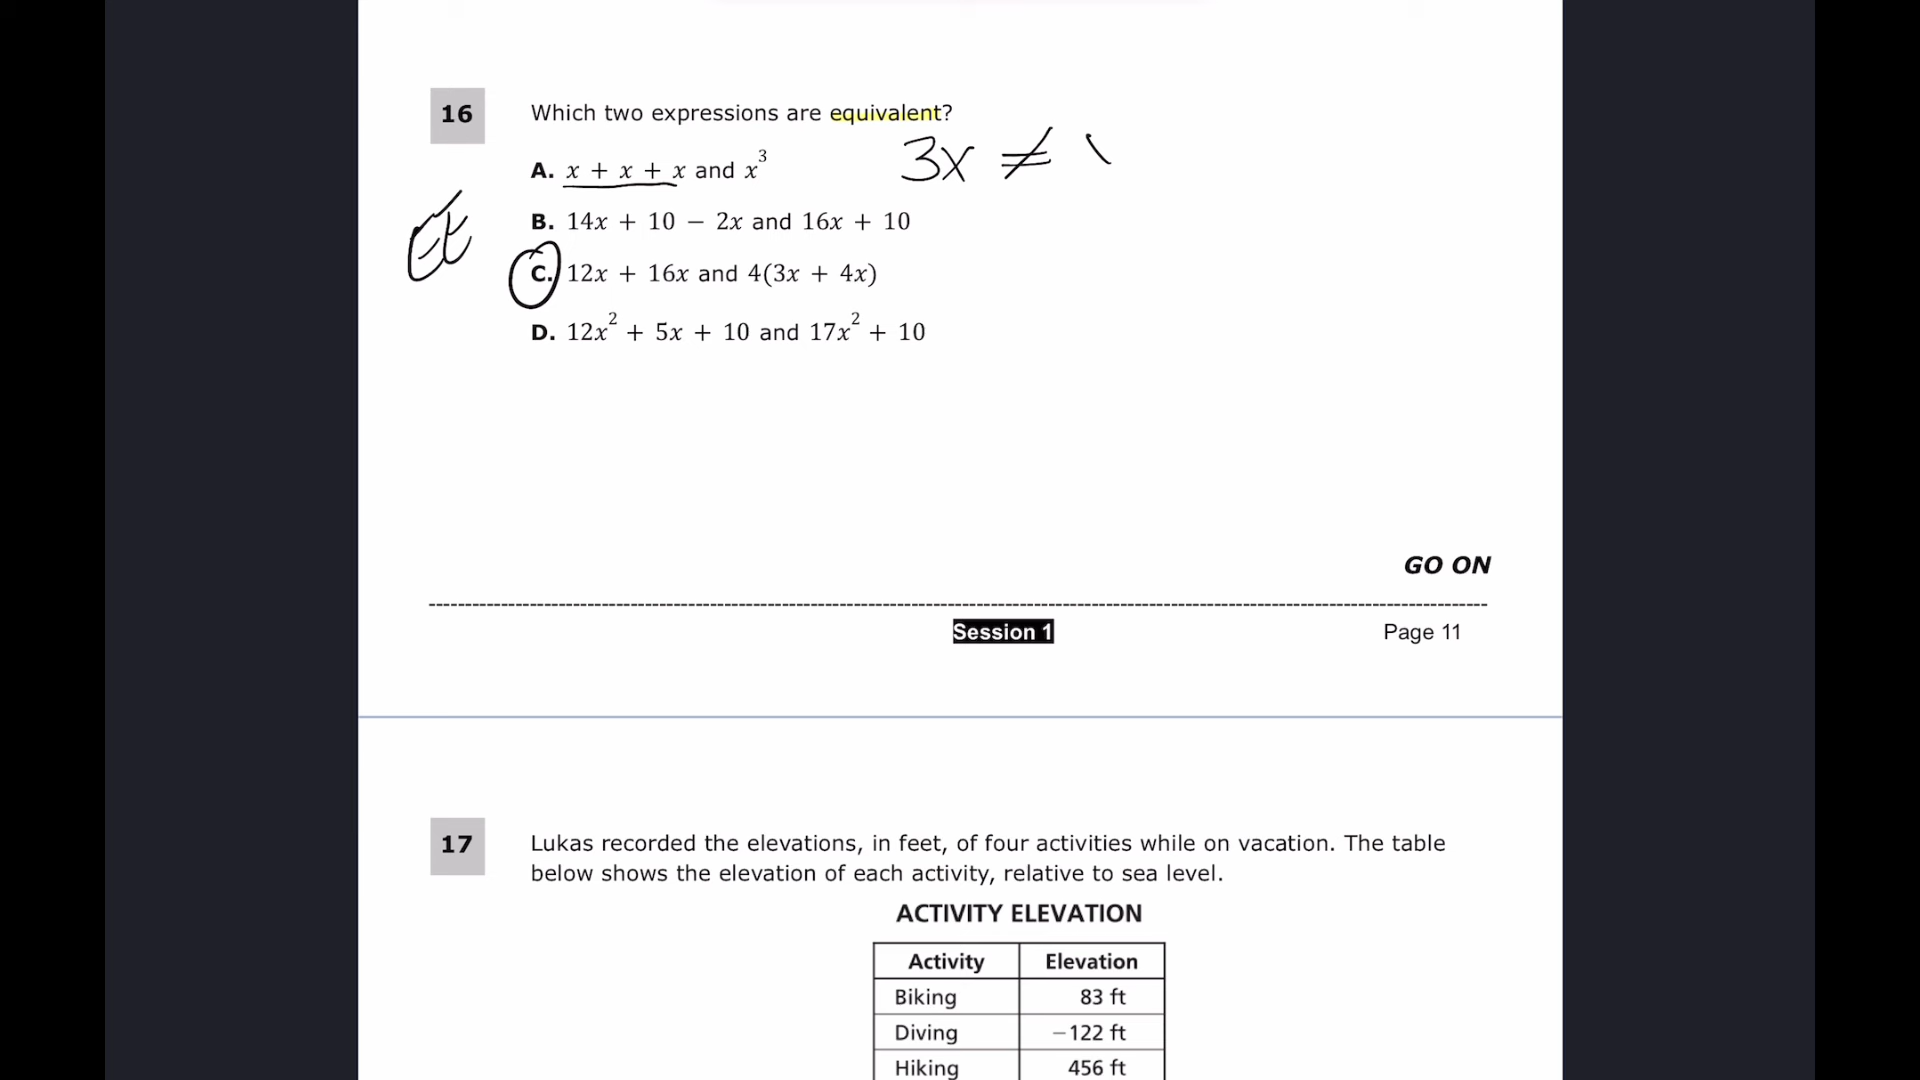 16 Which two expressions are equivalent?
A. x + x + x and x³ 3x ≠
B. 14x + 10 − 2x and 16x + 10
C. 12x + 16x and 4(3x + 4x)
D. 12x² + 5x + 10 and 17x² + 10
GO ON
Session 1 Page 11
17 Lukas recorded the elevations, in feet, of four activities while on vacation. The table
below shows the elevation of each activity, relative to sea level.
ACTIVITY ELEVATION
Activity Elevation
Biking 83 ft
Diving −122 ft
Hiking 456 ft